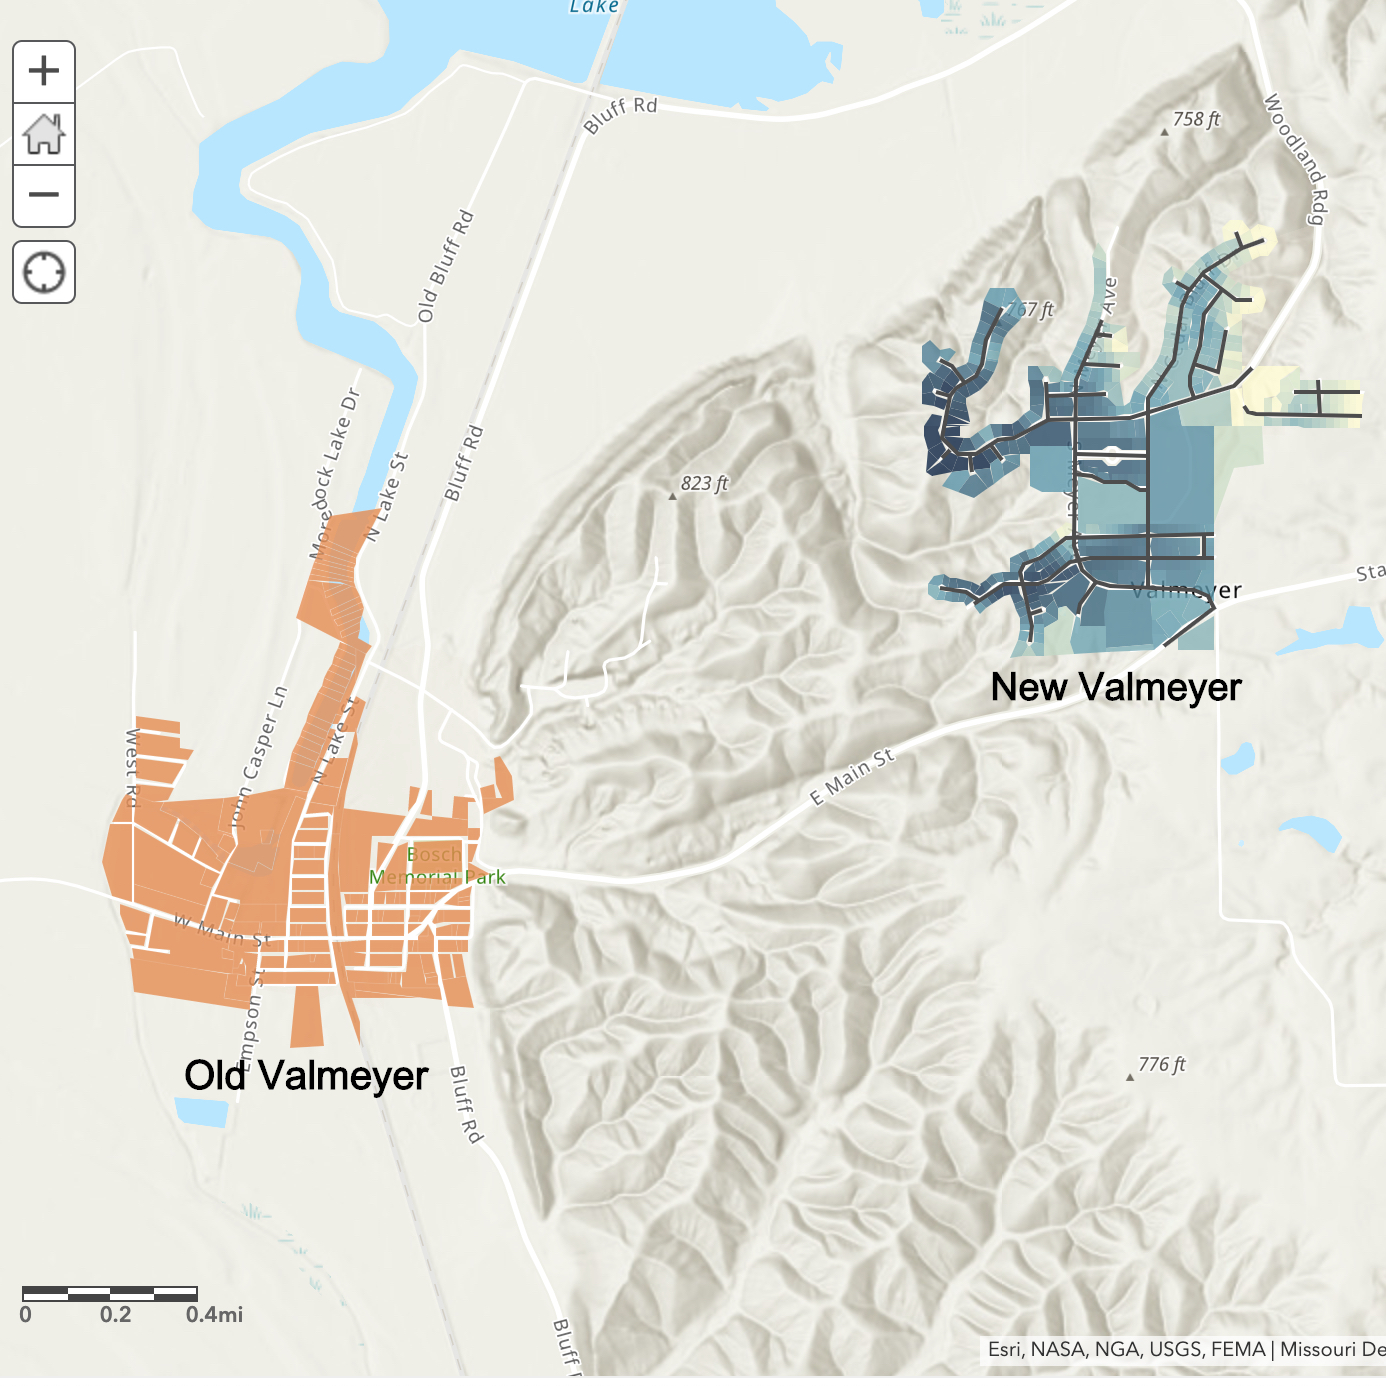 Lake
Bluff Rd
Woodland Rdg
758 ft
Old Bluff Rd
767 ft
Ave
Morebock Lake Dr
N Lake St
Bluff Rd
823 ft
S Meyer A
Valmeyer
Sta
New Valmeyer
John Casper Ln
N Lake St
West Rd
E Main St
Bosch
Memorial Park
W Main St
Empson St
Old Valmeyer
776 ft
Bluff Rd
Bluff R
0 0.2 0.4mi
Esri, NASA, NGA, USGS, FEMA | Missouri De